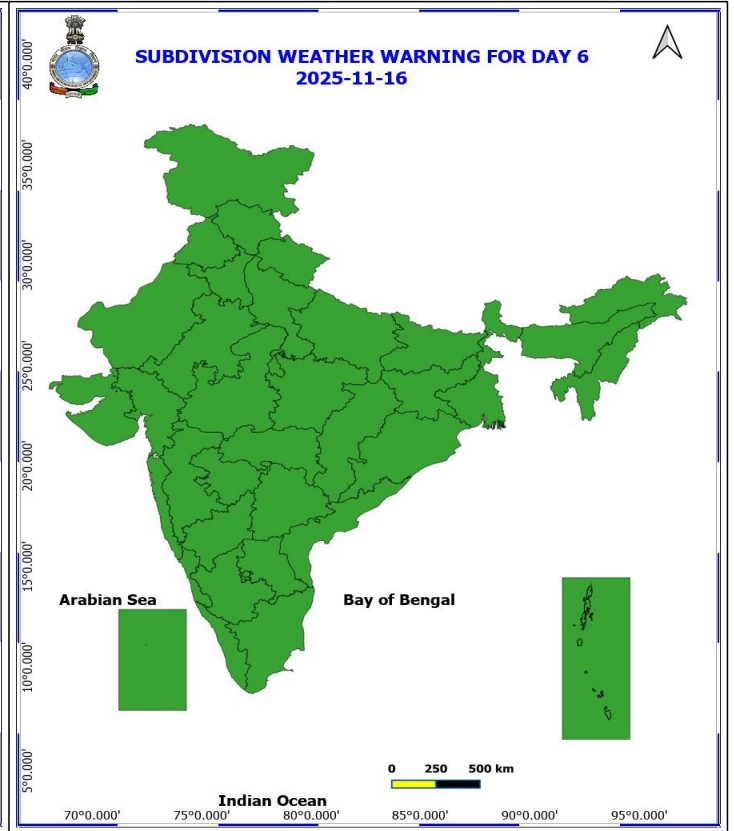 SUBDIVISION WEATHER WARNING FOR DAY 6
2025-11-16
40°0.000'
35°0.000'
30°0.000'
25°0.000'
20°0.000'
15°0.000'
10°0.000'
5°0.000'
Arabian Sea
Bay of Bengal
0 250 500 km
Indian Ocean
70°0.000' 75°0.000' 80°0.000' 85°0.000' 90°0.000' 95°0.000'